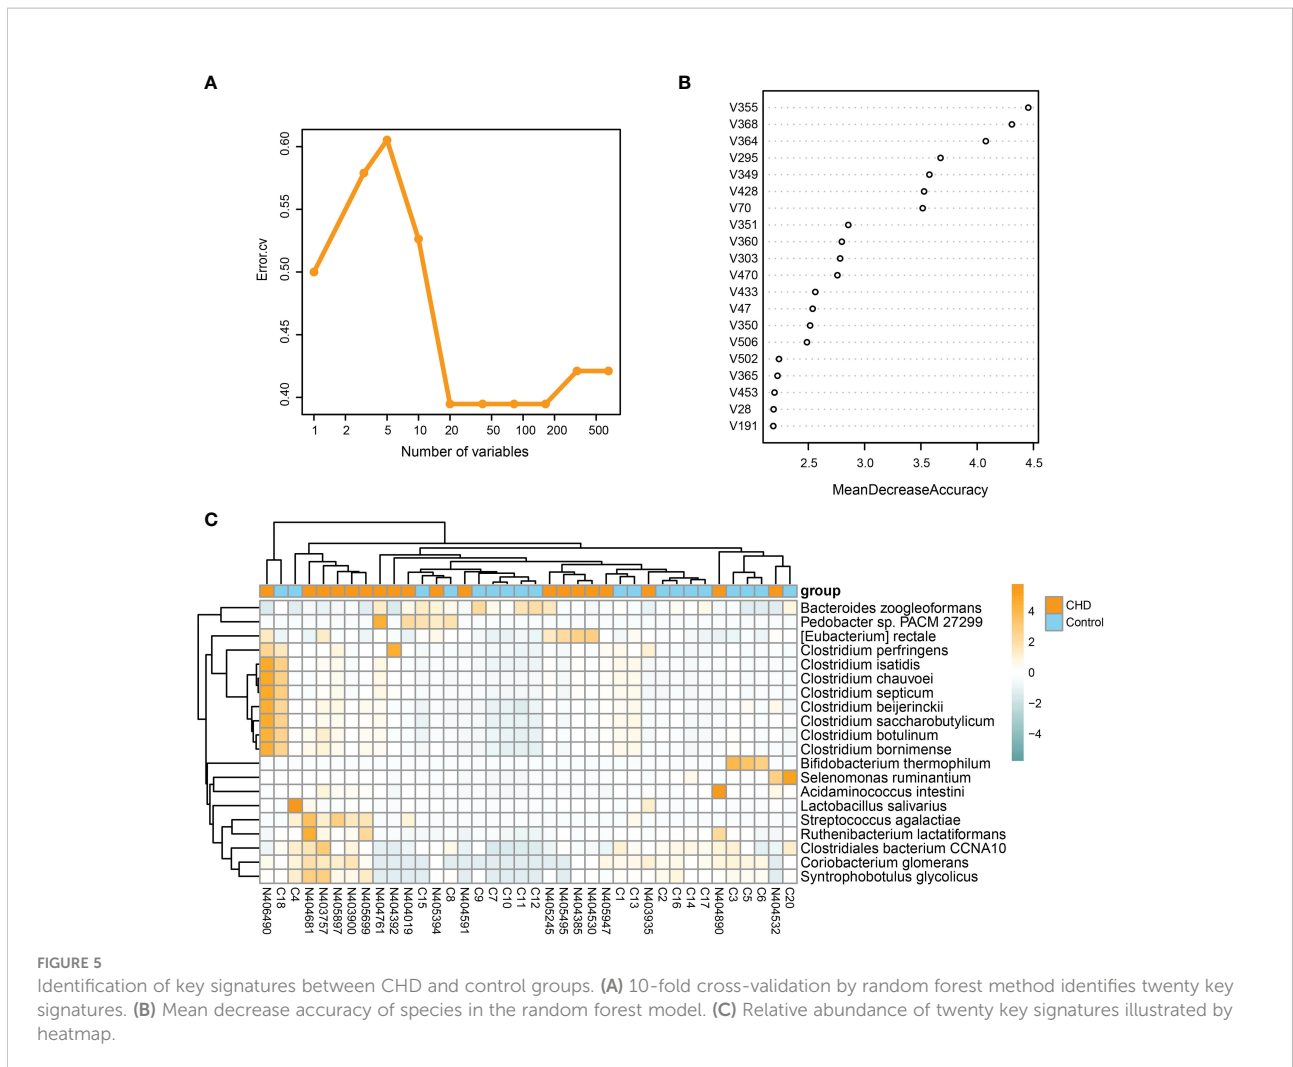 A
0.60
0.55
0.50
0.45
0.40
Error.cv
1 2 5 10 20 50 100 200 500
Number of variables
B
V355
V368
V364
V295
V349
V428
V70
V351
V360
V303
V470
V433
V47
V350
V506
V502
V365
V453
V28
V191
2.5 3.0 3.5 4.0 4.5
MeanDecreaseAccuracy
C
group
Bacteroides zoogleoformans
Pedobacter sp. PACM 27299
[Eubacterium] rectale
Clostridium perfringens
Clostridium isatidis
Clostridium chauvoei
Clostridium septicum
Clostridium beijerinckii
Clostridium saccharobutylicum
Clostridium botulinum
Clostridium bornimense
Bifidobacterium thermophilum
Selenomonas ruminantium
Acidaminococcus intestini
Lactobacillus salivarius
Streptococcus agalactiae
Ruthenibacterium lactatiformans
Clostridiales bacterium CCNA10
Coriobacterium glomerans
Syntrophobotulus glycolicus
4
2
0
−2
−4
CHD
Control
N406490
C18
C4
N404681
N403757
N405897
N403900
N405699
N404761
N404392
N404019
C15
N405394
C8
N404591
C9
C7
C10
C11
C12
N405245
N405495
N404385
N404530
N405947
C1
C13
N403935
C2
C16
C14
C17
N404890
C3
C5
C6
N404532
C20
FIGURE 5
Identification of key signatures between CHD and control groups. (A) 10-fold cross-validation by random forest method identifies twenty key
signatures. (B) Mean decrease accuracy of species in the random forest model. (C) Relative abundance of twenty key signatures illustrated by
heatmap.